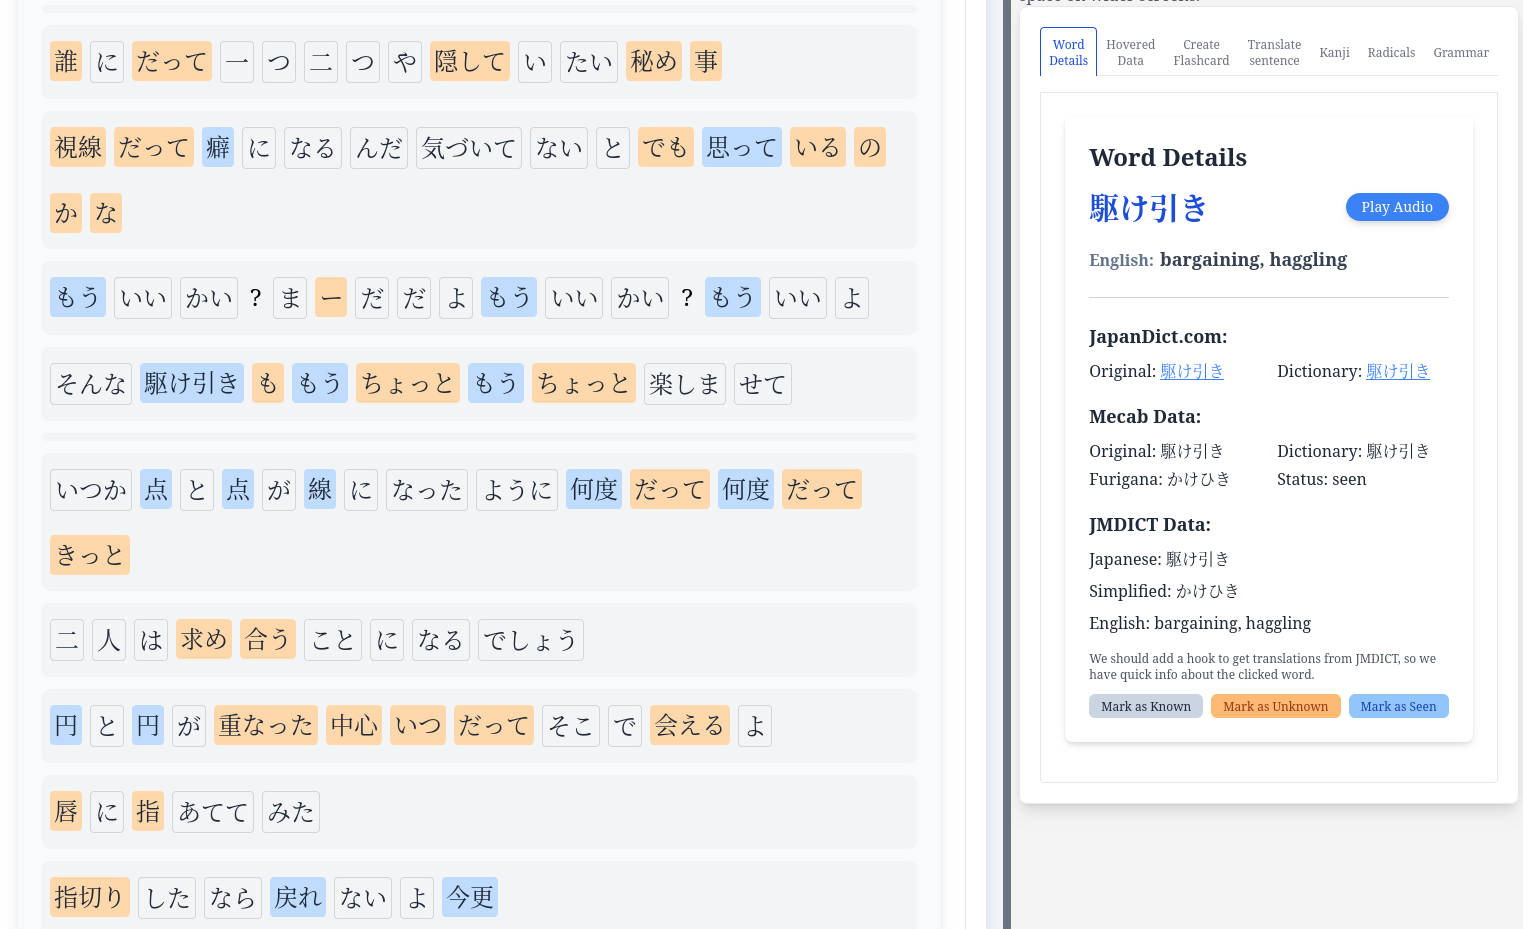 誰 に だって 一 つ 二 つ や 隠して い たい 秘め 事
視線 だって 癖 に なる んだ 気づいて ない と でも 思って いる の
か な
もう いい かい ? ま ー だ だ よ もう いい かい ? もう いい よ
そんな 駆け引き も もう ちょっと もう ちょっと 楽しま せて
いつか 点 と 点 が 線 に なった ように 何度 だって 何度 だって
きっと
二 人 は 求め 合う こと に なる でしょう
円 と 円 が 重なった 中心 いつ だって そこ で 会える よ
唇 に 指 あてて みた
指切り した なら 戻れ ない よ 今更
Word Details
Hovered Data
Create Flashcard
Translate sentence
Kanji
Radicals
Grammar
Word Details
駆け引き
Play Audio
English: bargaining, haggling
JapanDict.com:
Original: 駆け引き Dictionary: 駆け引き
Mecab Data:
Original: 駆け引き Dictionary: 駆け引き
Furigana: かけひき Status: seen
JMDICT Data:
Japanese: 駆け引き
Simplified: かけひき
English: bargaining, haggling
We should add a hook to get translations from JMDICT, so we
have quick info about the clicked word.
Mark as Known Mark as Unknown Mark as Seen